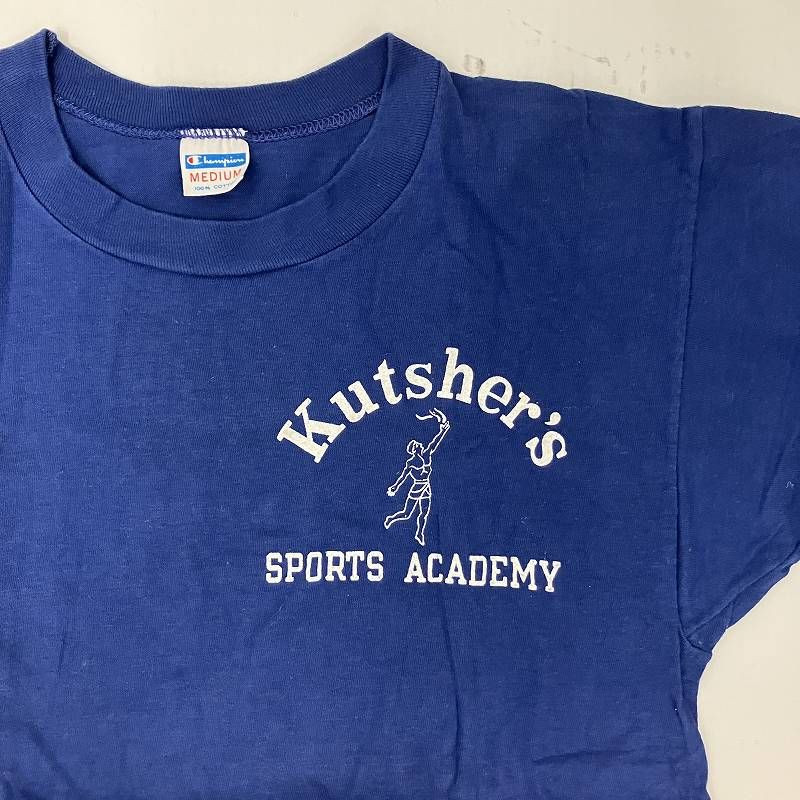 Champion
MEDIUM
100% COTTON
Kutsher's
SPORTS ACADEMY